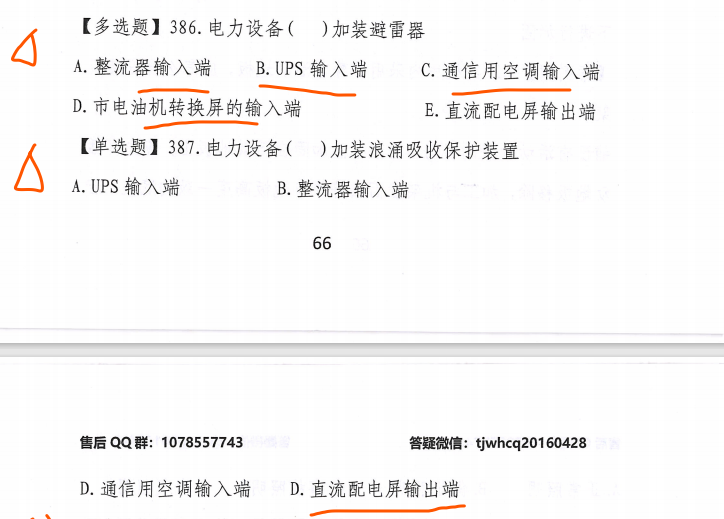 【多选题】386.电力设备(　)加装避雷器
A.整流器输入端　B.UPS 输入端　C.通信用空调输入端
D.市电油机转换屏的输入端　E.直流配电屏输出端
【单选题】387.电力设备(　)加装浪涌吸收保护装置
A.UPS 输入端　B.整流器输入端
66
售后 QQ 群：1078557743　答疑微信：tjwhcq20160428
D.通信用空调输入端　D.直流配电屏输出端